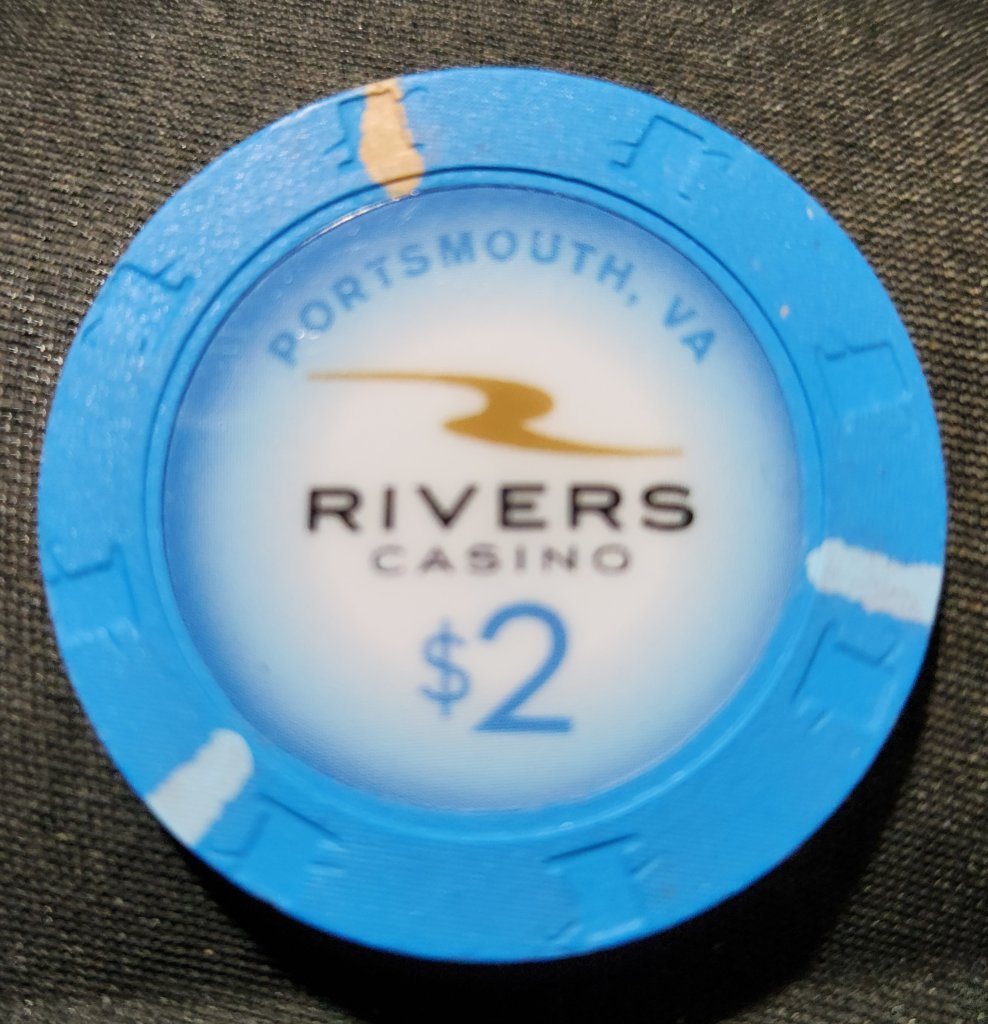 PORTSMOUTH, VA
RIVERS
CASINO
$2